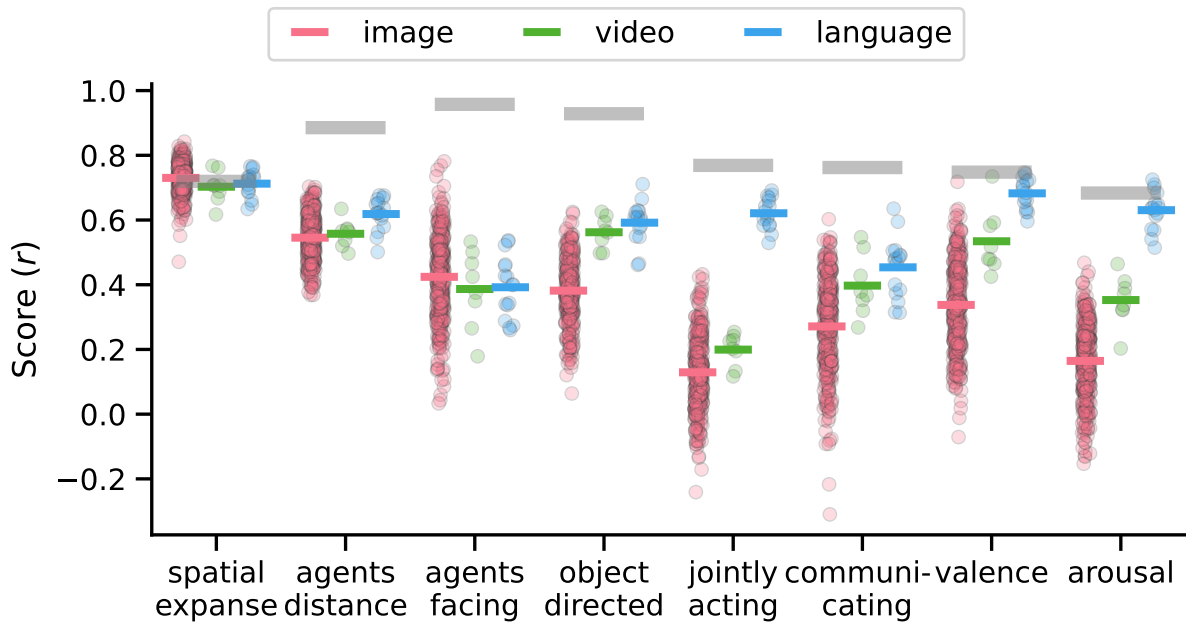 image video language
1.0
0.8
0.6
0.4
0.2
0.0
−0.2
Score (r)
spatial agents agents object jointly communi- valence arousal
expanse distance facing directed acting cating